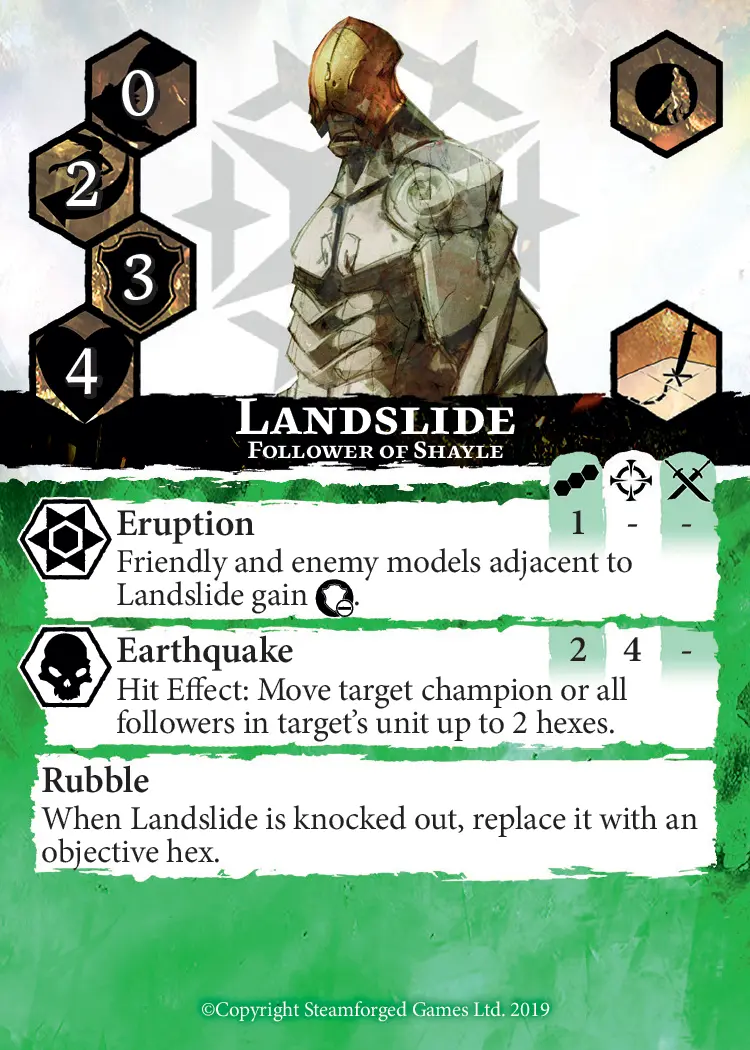 0
2
3
4
Landslide
Follower of Shayle
Eruption 1 - -
Friendly and enemy models adjacent to
Landslide gain .
Earthquake 2 4 -
Hit Effect: Move target champion or all
followers in target’s unit up to 2 hexes.
Rubble
When Landslide is knocked out, replace it with an
objective hex.
©Copyright Steamforged Games Ltd. 2019